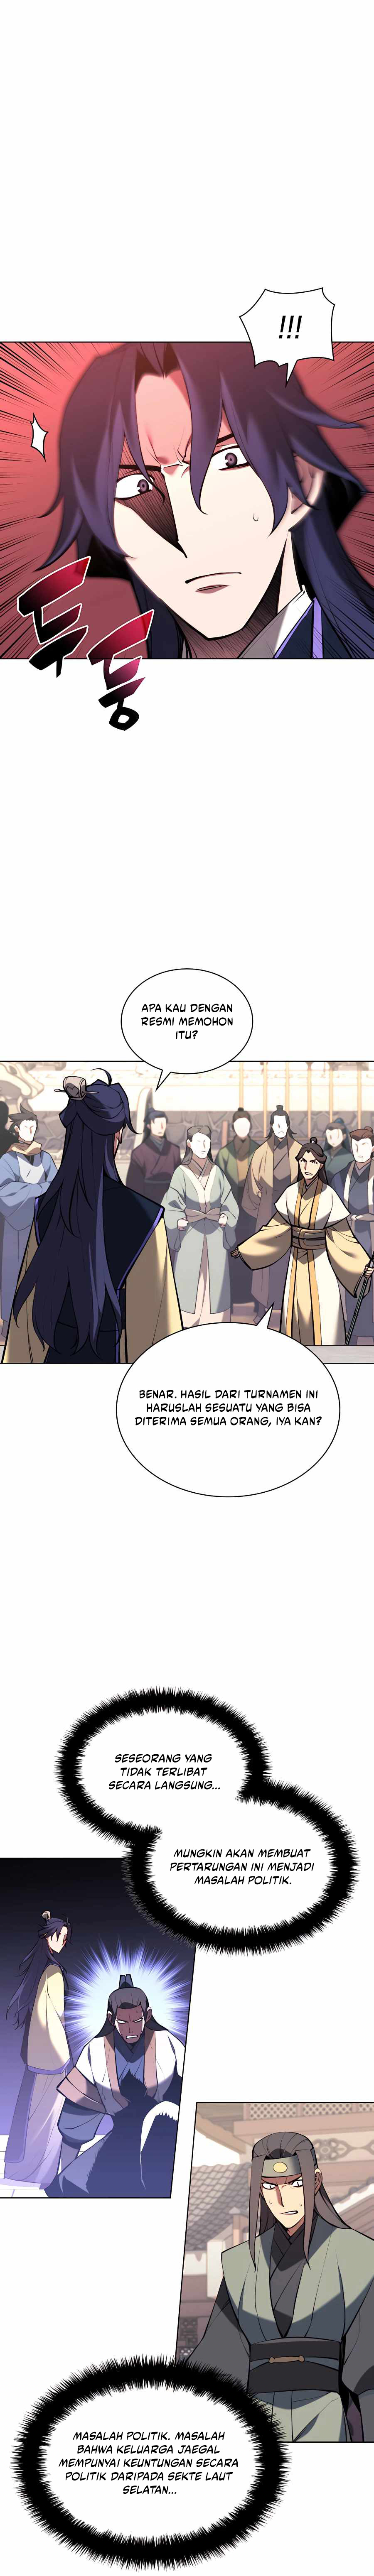 !!!
두둥
APA KAU DENGAN
RESMI MEMOHON
ITU?
BENAR. HASIL DARI TURNAMEN INI
HARUSLAH SESUATU YANG BISA
DITERIMA SEMUA ORANG, IYA KAN?
SESEORANG YANG
TIDAK TERLIBAT
SECARA LANGSUNG...
MUNGKIN AKAN MEMBUAT
PERTARUNGAN INI MENJADI
MASALAH POLITIK.
MASALAH POLITIK. MASALAH
BAHWA KELUARGA JAEGAL
MEMPUNYAI KEUNTUNGAN SECARA
POLITIK DARIPADA SEKTE LAUT
SELATAN...